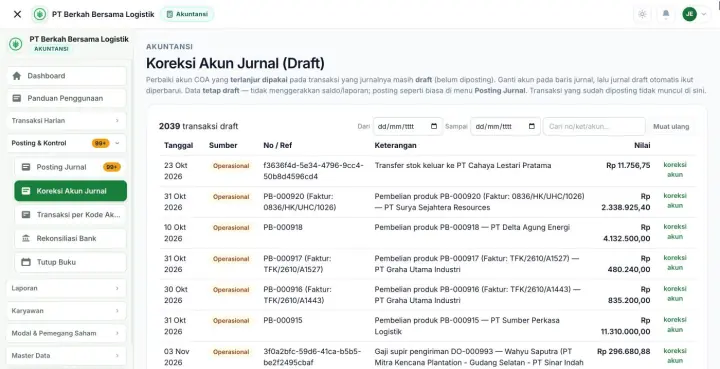 PT Berkah Bersama Logistik Akuntansi
JE
PT Berkah Bersama Logistik
AKUNTANSI
Dashboard
Panduan Penggunaan
Transaksi Harian
Posting & Kontrol 99+
Posting Jurnal 99+
Koreksi Akun Jurnal
Transaksi per Kode Ak...
Rekonsiliasi Bank
Tutup Buku
Laporan
Karyawan
Modal & Pemegang Saham
Master Data
AKUNTANSI
Koreksi Akun Jurnal (Draft)
Perbaiki akun COA yang terlanjur dipakai pada transaksi yang jurnalnya masih draft (belum diposting). Ganti akun pada baris jurnal, lalu jurnal draft otomatis ikut
diperbarui. Data tetap draft — tidak menggerakkan saldo/laporan; posting seperti biasa di menu Posting Jurnal. Transaksi yang sudah diposting tidak muncul di sini.
2039 transaksi draft Dari dd/mm/yyyy Sampai dd/mm/yyyy Cari no/ket/akun... Muat ulang
Tanggal Sumber No / Ref Keterangan Nilai
23 Okt Operasional f3636f4d-5e34-4796-9cc4- Transfer stok keluar ke PT Cahaya Lestari Pratama Rp 11.756,75 koreksi
2026 50b8d4596cd4 akun
31 Okt Operasional PB-000920 (Faktur: Pembelian produk PB-000920 (Faktur: 0836/HK/UHC/1026) Rp koreksi
2026 0836/HK/UHC/1026) — PT Surya Sejahtera Resources 2.338.925,40 akun
10 Okt Operasional PB-000918 Pembelian produk PB-000918 — PT Delta Agung Energi Rp koreksi
2026 4.132.500,00 akun
31 Okt Operasional PB-000917 (Faktur: Pembelian produk PB-000917 (Faktur: TFK/2610/A1527) — Rp koreksi
2026 TFK/2610/A1527) PT Graha Utama Industri 480.240,00 akun
30 Okt Operasional PB-000916 (Faktur: Pembelian produk PB-000916 (Faktur: TFK/2610/A1443) — Rp koreksi
2026 TFK/2610/A1443) PT Graha Utama Industri 835.200,00 akun
31 Okt Operasional PB-000915 Pembelian produk PB-000915 — PT Sumber Perkasa Rp koreksi
2026 Logistik 11.310.000,00 akun
03 Nov Operasional 3f0a2bfc-59d6-41ca-b5b5- Gaji supir pengiriman DO-000993 — Wahyu Saputra (PT Rp 296.680,88 koreksi
2026 be2f2495cbaf Mitra Kencana Plantation - Gudang Selatan - PT Sinar Indah akun